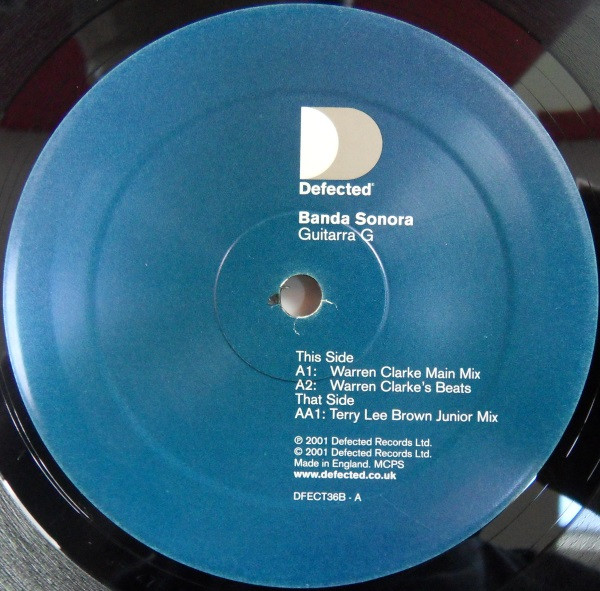 Defected®
Banda Sonora
Guitarra G
This Side
A1: Warren Clarke Main Mix
A2: Warren Clarke's Beats
That Side
AA1: Terry Lee Brown Junior Mix
℗ 2001 Defected Records Ltd.
© 2001 Defected Records Ltd.
Made in England. MCPS
www.defected.co.uk
DFECT36B - A